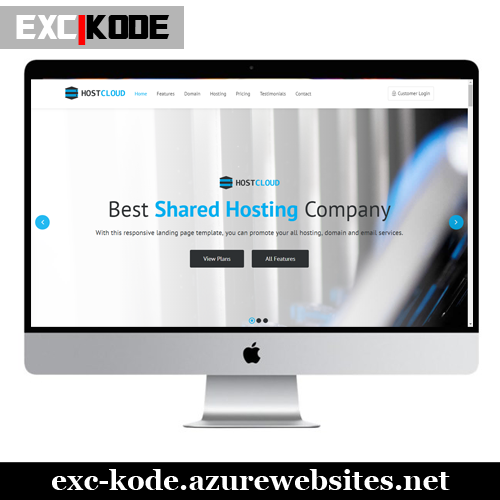 EXC|KODE
HOSTCLOUD Home Features Domain Hosting Pricing Testimonials Contact Customer Login
HOSTCLOUD
Best Shared Hosting Company
With this responsive landing page template, you can promote your all hosting, domain and email services.
View Plans All Features
exc-kode.azurewebsites.net